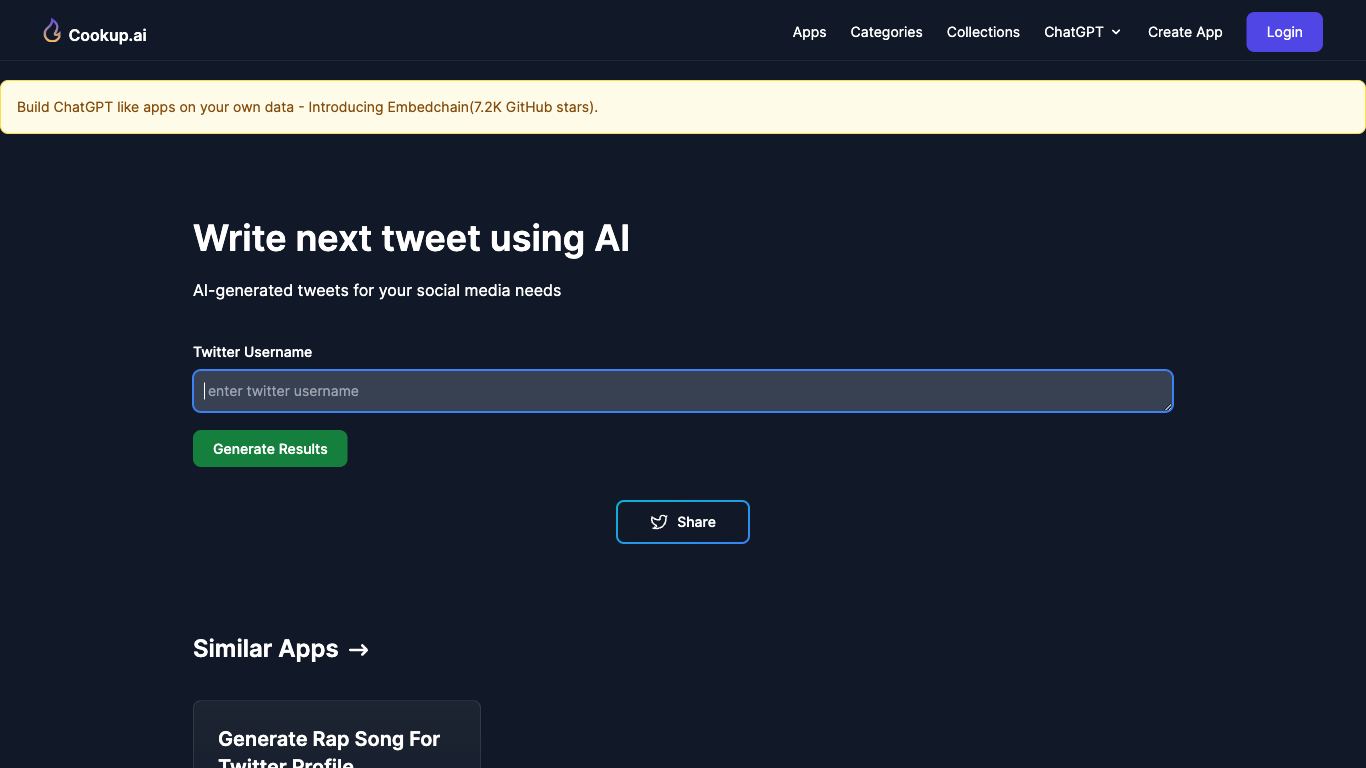 Cookup.ai
Apps Categories Collections ChatGPT Create App Login
Build ChatGPT like apps on your own data - Introducing Embedchain(7.2K GitHub stars).
Write next tweet using AI
AI-generated tweets for your social media needs
Twitter Username
enter twitter username
Generate Results
Share
Similar Apps →
Generate Rap Song For
Twitter Profile